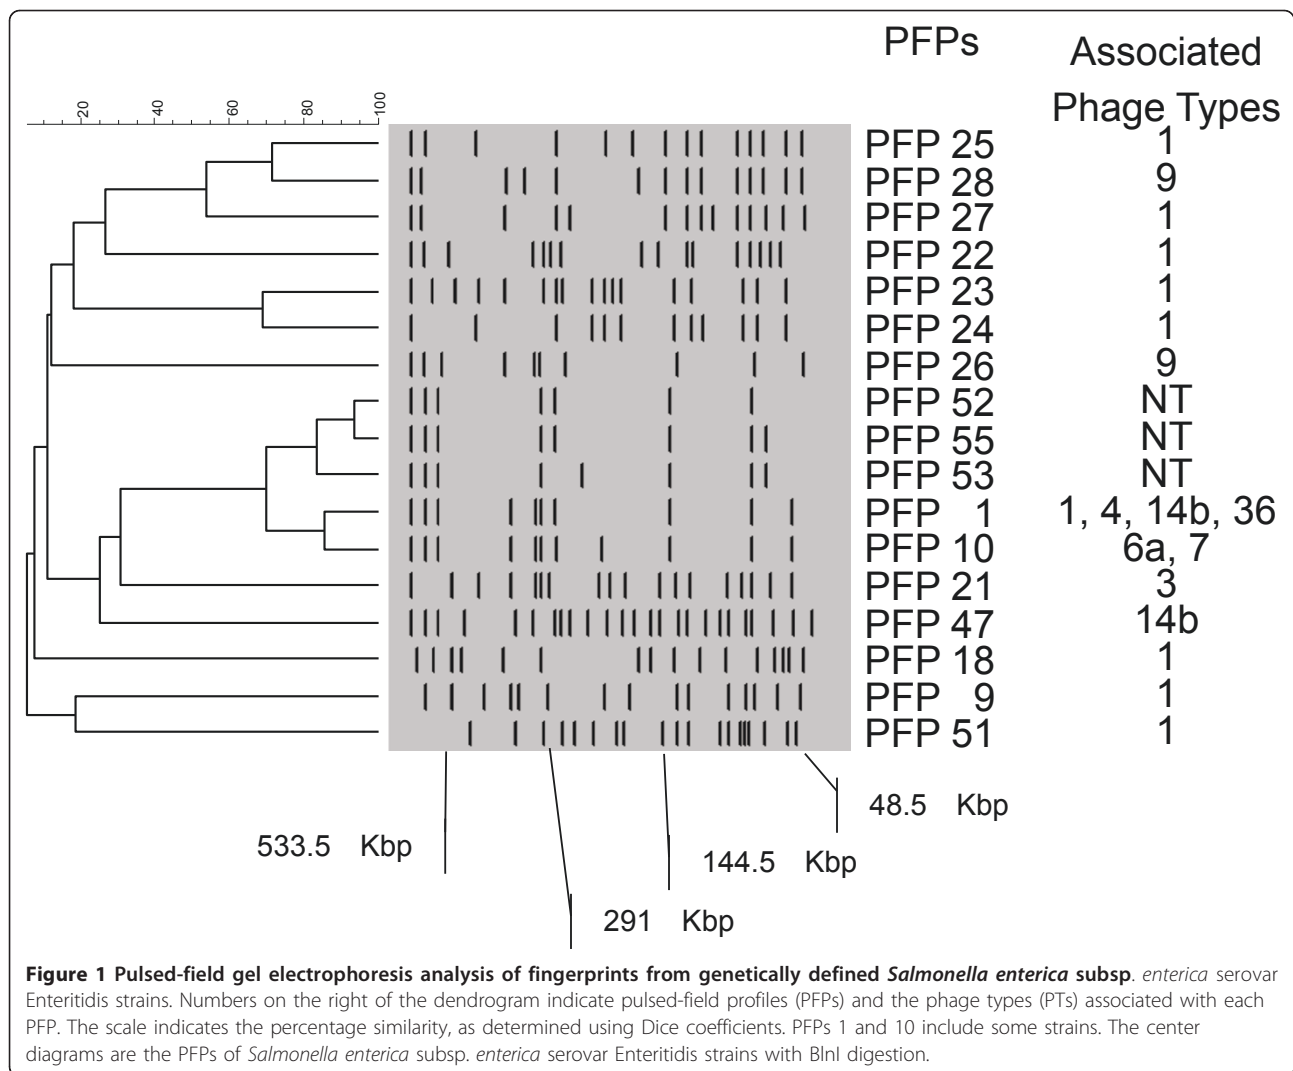 PFPs Associated
Phage Types
20 40 60 80 100
PFP 25 1
PFP 28 9
PFP 27 1
PFP 22 1
PFP 23 1
PFP 24 1
PFP 26 9
PFP 52 NT
PFP 55 NT
PFP 53 NT
PFP 1 1, 4, 14b, 36
PFP 10 6a, 7
PFP 21 3
PFP 47 14b
PFP 18 1
PFP 9 1
PFP 51 1
48.5 Kbp
533.5 Kbp
144.5 Kbp
291 Kbp
Figure 1 Pulsed-field gel electrophoresis analysis of fingerprints from genetically defined Salmonella enterica subsp. enterica serovar
Enteritidis strains. Numbers on the right of the dendrogram indicate pulsed-field profiles (PFPs) and the phage types (PTs) associated with each
PFP. The scale indicates the percentage similarity, as determined using Dice coefficients. PFPs 1 and 10 include some strains. The center
diagrams are the PFPs of Salmonella enterica subsp. enterica serovar Enteritidis strains with BlnI digestion.